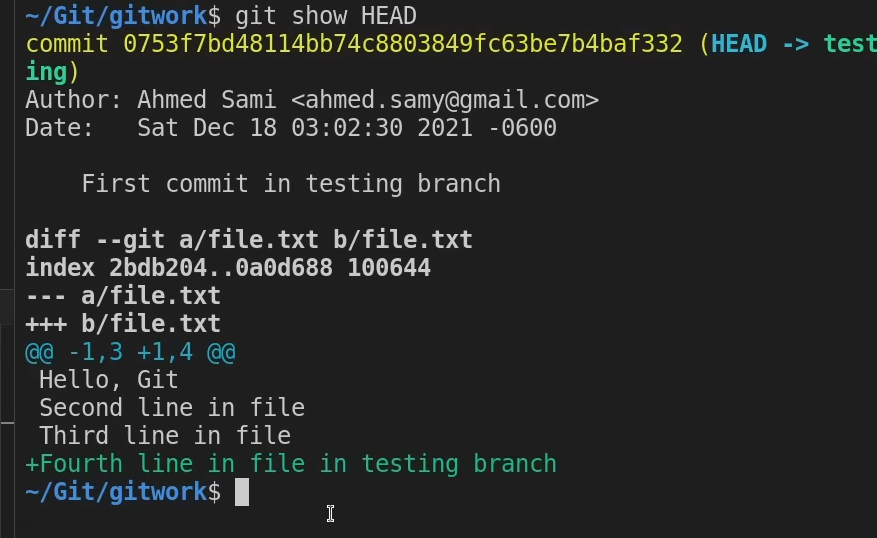 ~/Git/gitwork$ git show HEAD
commit 0753f7bd48114bb74c8803849fc63be7b4baf332 (HEAD -> test
ing)
Author: Ahmed Sami <ahmed.samy@gmail.com>
Date:   Sat Dec 18 03:02:30 2021 -0600
    First commit in testing branch
diff --git a/file.txt b/file.txt
index 2bdb204..0a0d688 100644
--- a/file.txt
+++ b/file.txt
@@ -1,3 +1,4 @@
 Hello, Git
 Second line in file
 Third line in file
+Fourth line in file in testing branch
~/Git/gitwork$